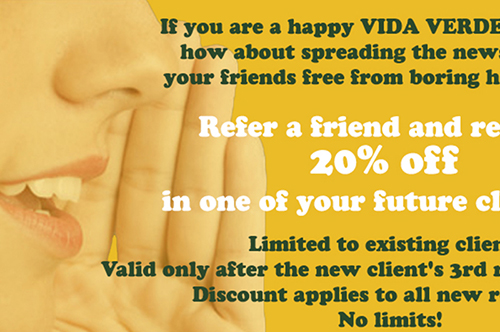 If you are a happy VIDA VERDE
how about spreading the news
your friends free from boring h
Refer a friend and re
20% off
in one of your future cl
Limited to existing clien
Valid only after the new client's 3rd
Discount applies to all new r
No limits!